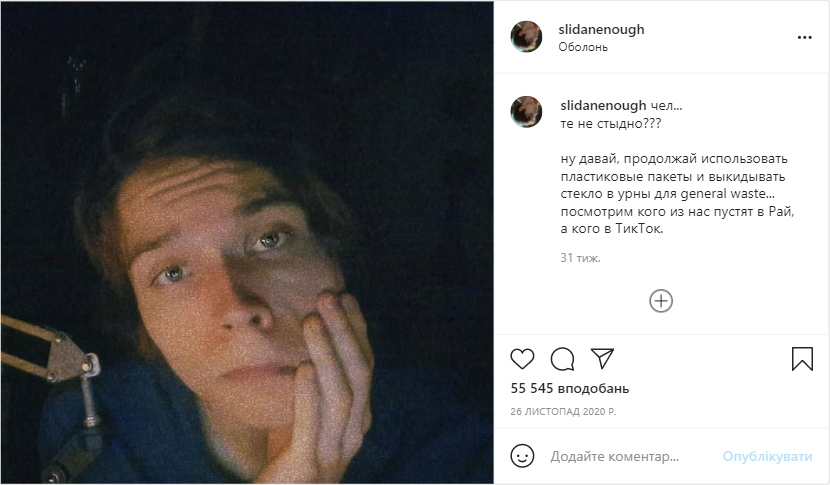 slidanenough
Оболонь
slidanenough чел...
те не стыдно???
ну давай, продолжай использовать
пластиковые пакеты и выкидывать
стекло в урны для general waste...
посмотрим кого из нас пустят в Рай,
а кого в ТикТок.
31 тиж.
55 545 вподобань
26 ЛИСТОПАД 2020 Р.
Додайте коментар... Опублікувати